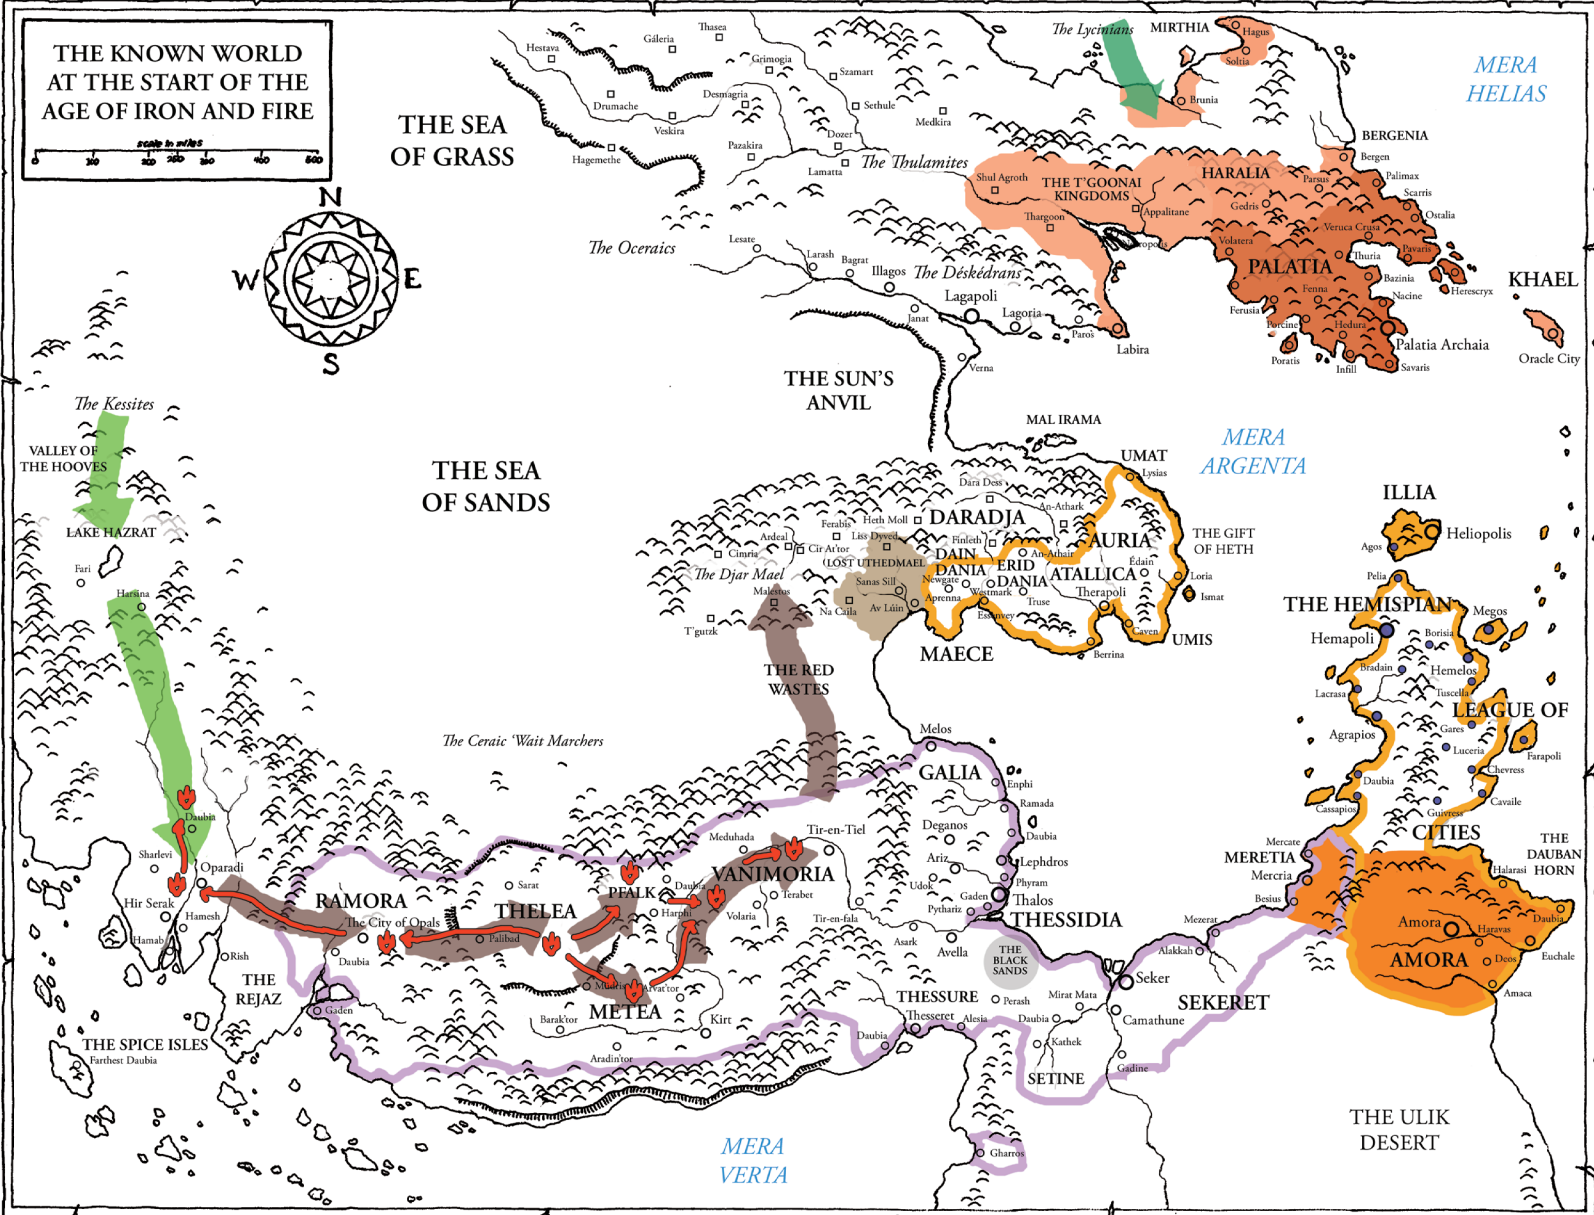 THE KNOWN WORLD
AT THE START OF THE
AGE OF IRON AND FIRE
scale in miles
0 100 200 250 300 400 500
N
W E
S
THE SEA
OF GRASS
Hestava
Gáleria
Thasea
Grimogia
Szamart
Drumache
Desmagria
Sethule
Veskira
Medkira
Hagemethe
Pazakira
Dozer
Lamatta
The Thulamites
The Lycinians
MIRTHIA
Hagus
Soltia
Brunia
MERA
HELIAS
BERGENIA
Bergen
Palimax
Scarris
Ostalia
Shul Agroth
THE T'GOONAI
KINGDOMS
HARALIA
Parsus
Gedris
Appalitane
Thargoon
Necropolis
Volatera
Veruca Crusa
Pavaris
Thuria
PALATIA
Bazinia
Herescryx
Fenna
Nacine
Ferusia
Porcine
Hedura
Palatia Archaia
Poratis
Infill
Savaris
KHAEL
Oracle City
The Oceraics
Lesate
Larash
Bagrat
Illagos
The Déskédrans
Lagapoli
Janat
Lagoria
Paros
Labira
Verna
THE SUN'S
ANVIL
The Kessites
VALLEY OF
THE HOOVES
LAKE HAZRAT
Fari
Harsina
THE SEA
OF SANDS
MAL IRAMA
MERA
ARGENTA
UMAT
Lysias
Dara Dess
An-Athark
DARADJA
Heth Moll
Ferabis
Liss Dyved
Ardeal
Cir At'tor
Cimria
Finleth
(LOST UTHEDMAEL)
DAIN
DANIA
An-Athair
AURIA
THE GIFT
OF HETH
ERID
DANIA
ATALLICA
Édain
The Djar Mael
Sanas Sill
Newgate
Loria
Malestos
Westmark
Therapoli
Ismat
Aprenna
Truse
Na Caila
Av Lúin
Essenvey
T'gutzk
Caven
UMIS
MAECE
Berrina
ILLIA
Heliopolis
Agos
Pelia
THE HEMISPIAN
Megos
Hemapoli
Borisia
Bradain
Hemelos
Lacrasa
Tuscella
LEAGUE OF
Agrapios
Gares
Luceria
Farapoli
Daubia
Chevress
Cassapios
Guivress
Cavaile
CITIES
THE RED
WASTES
The Ceraic 'Wait Marchers
Melos
GALIA
Enphi
Ramada
Deganos
Daubia
Ariz
Lephdros
Udok
Phyram
Gaden
Thalos
Pythariz
THESSIDIA
Mercate
MERETIA
Mercria
Besius
THE
DAUBAN
HORN
Halarasi
Daubia
Amora
Haravas
AMORA
Deos
Euchale
Amaca
Daubia
Sharlevi
Oparadi
Hir Serak
Hamesh
Hamab
Rish
THE
REJAZ
RAMORA
Sarat
The City of Opals
Palibad
Daubia
Gaden
THELEA
PFALK
Daubia
Harphi
Meduhada
Tir-en-Tiel
VANIMORIA
Terabet
Volaria
Tir-en-fala
Asark
Avella
THE
BLACK
SANDS
Mezerat
Alakkah
Seker
SEKERET
METEA
Arvat'tor
Barak'tor
Kirt
Aradin'tor
THESSURE
Perash
Mirat Mata
Thesseret
Alesia
Daubia
Camathune
Daubia
Kathek
SETINE
Gadine
THE SPICE ISLES
Farthest Daubia
Gharros
MERA
VERTA
THE ULIK
DESERT